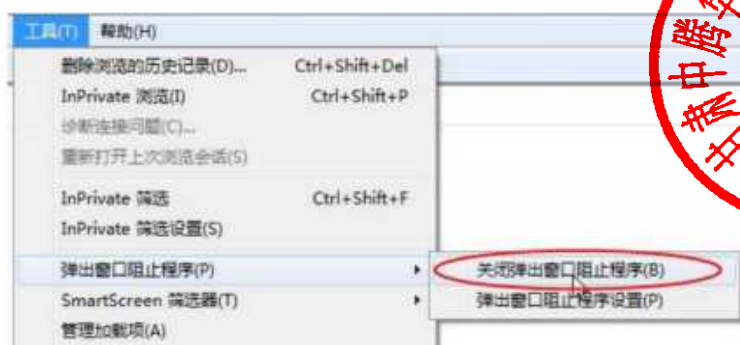 工具(T) 帮助(H)
删除浏览的历史记录(D)... Ctrl+Shift+Del
InPrivate 浏览(I) Ctrl+Shift+P
诊断连接问题(C)...
重新打开上次浏览会话(S)
InPrivate 筛选 Ctrl+Shift+F
InPrivate 筛选设置(S)
弹出窗口阻止程序(P)
关闭弹出窗口阻止程序(B)
SmartScreen 筛选器(T)
弹出窗口阻止程序设置(P)
管理加载项(A)
甘肃中腾